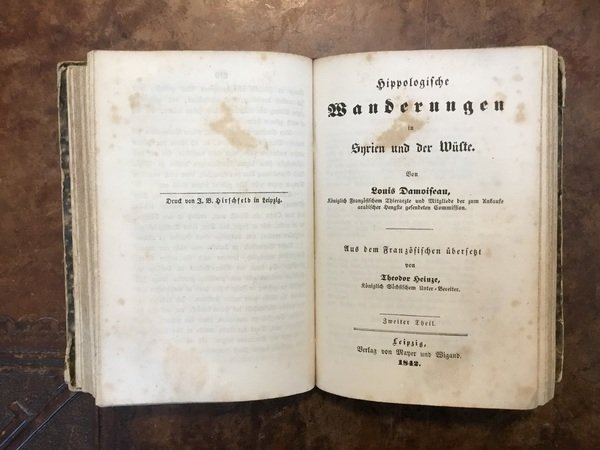 Druck von J. B. Hirschfeld in Leipzig.
Hippologische
Wanderungen
in
Syrien und der Wüste.
Von
Louis Damoiseau,
Königlich Französischem Thierarzte und Mitgliede der zum Ankaufe
arabischer Hengste gesendeten Commission.
Aus dem Französischen übersetzt
von
Theodor Heinze,
Königlich Sächsischem Unter-Bereiter.
Zweiter Theil.
Leipzig,
Verlag von Mayer und Wigand.
1842.